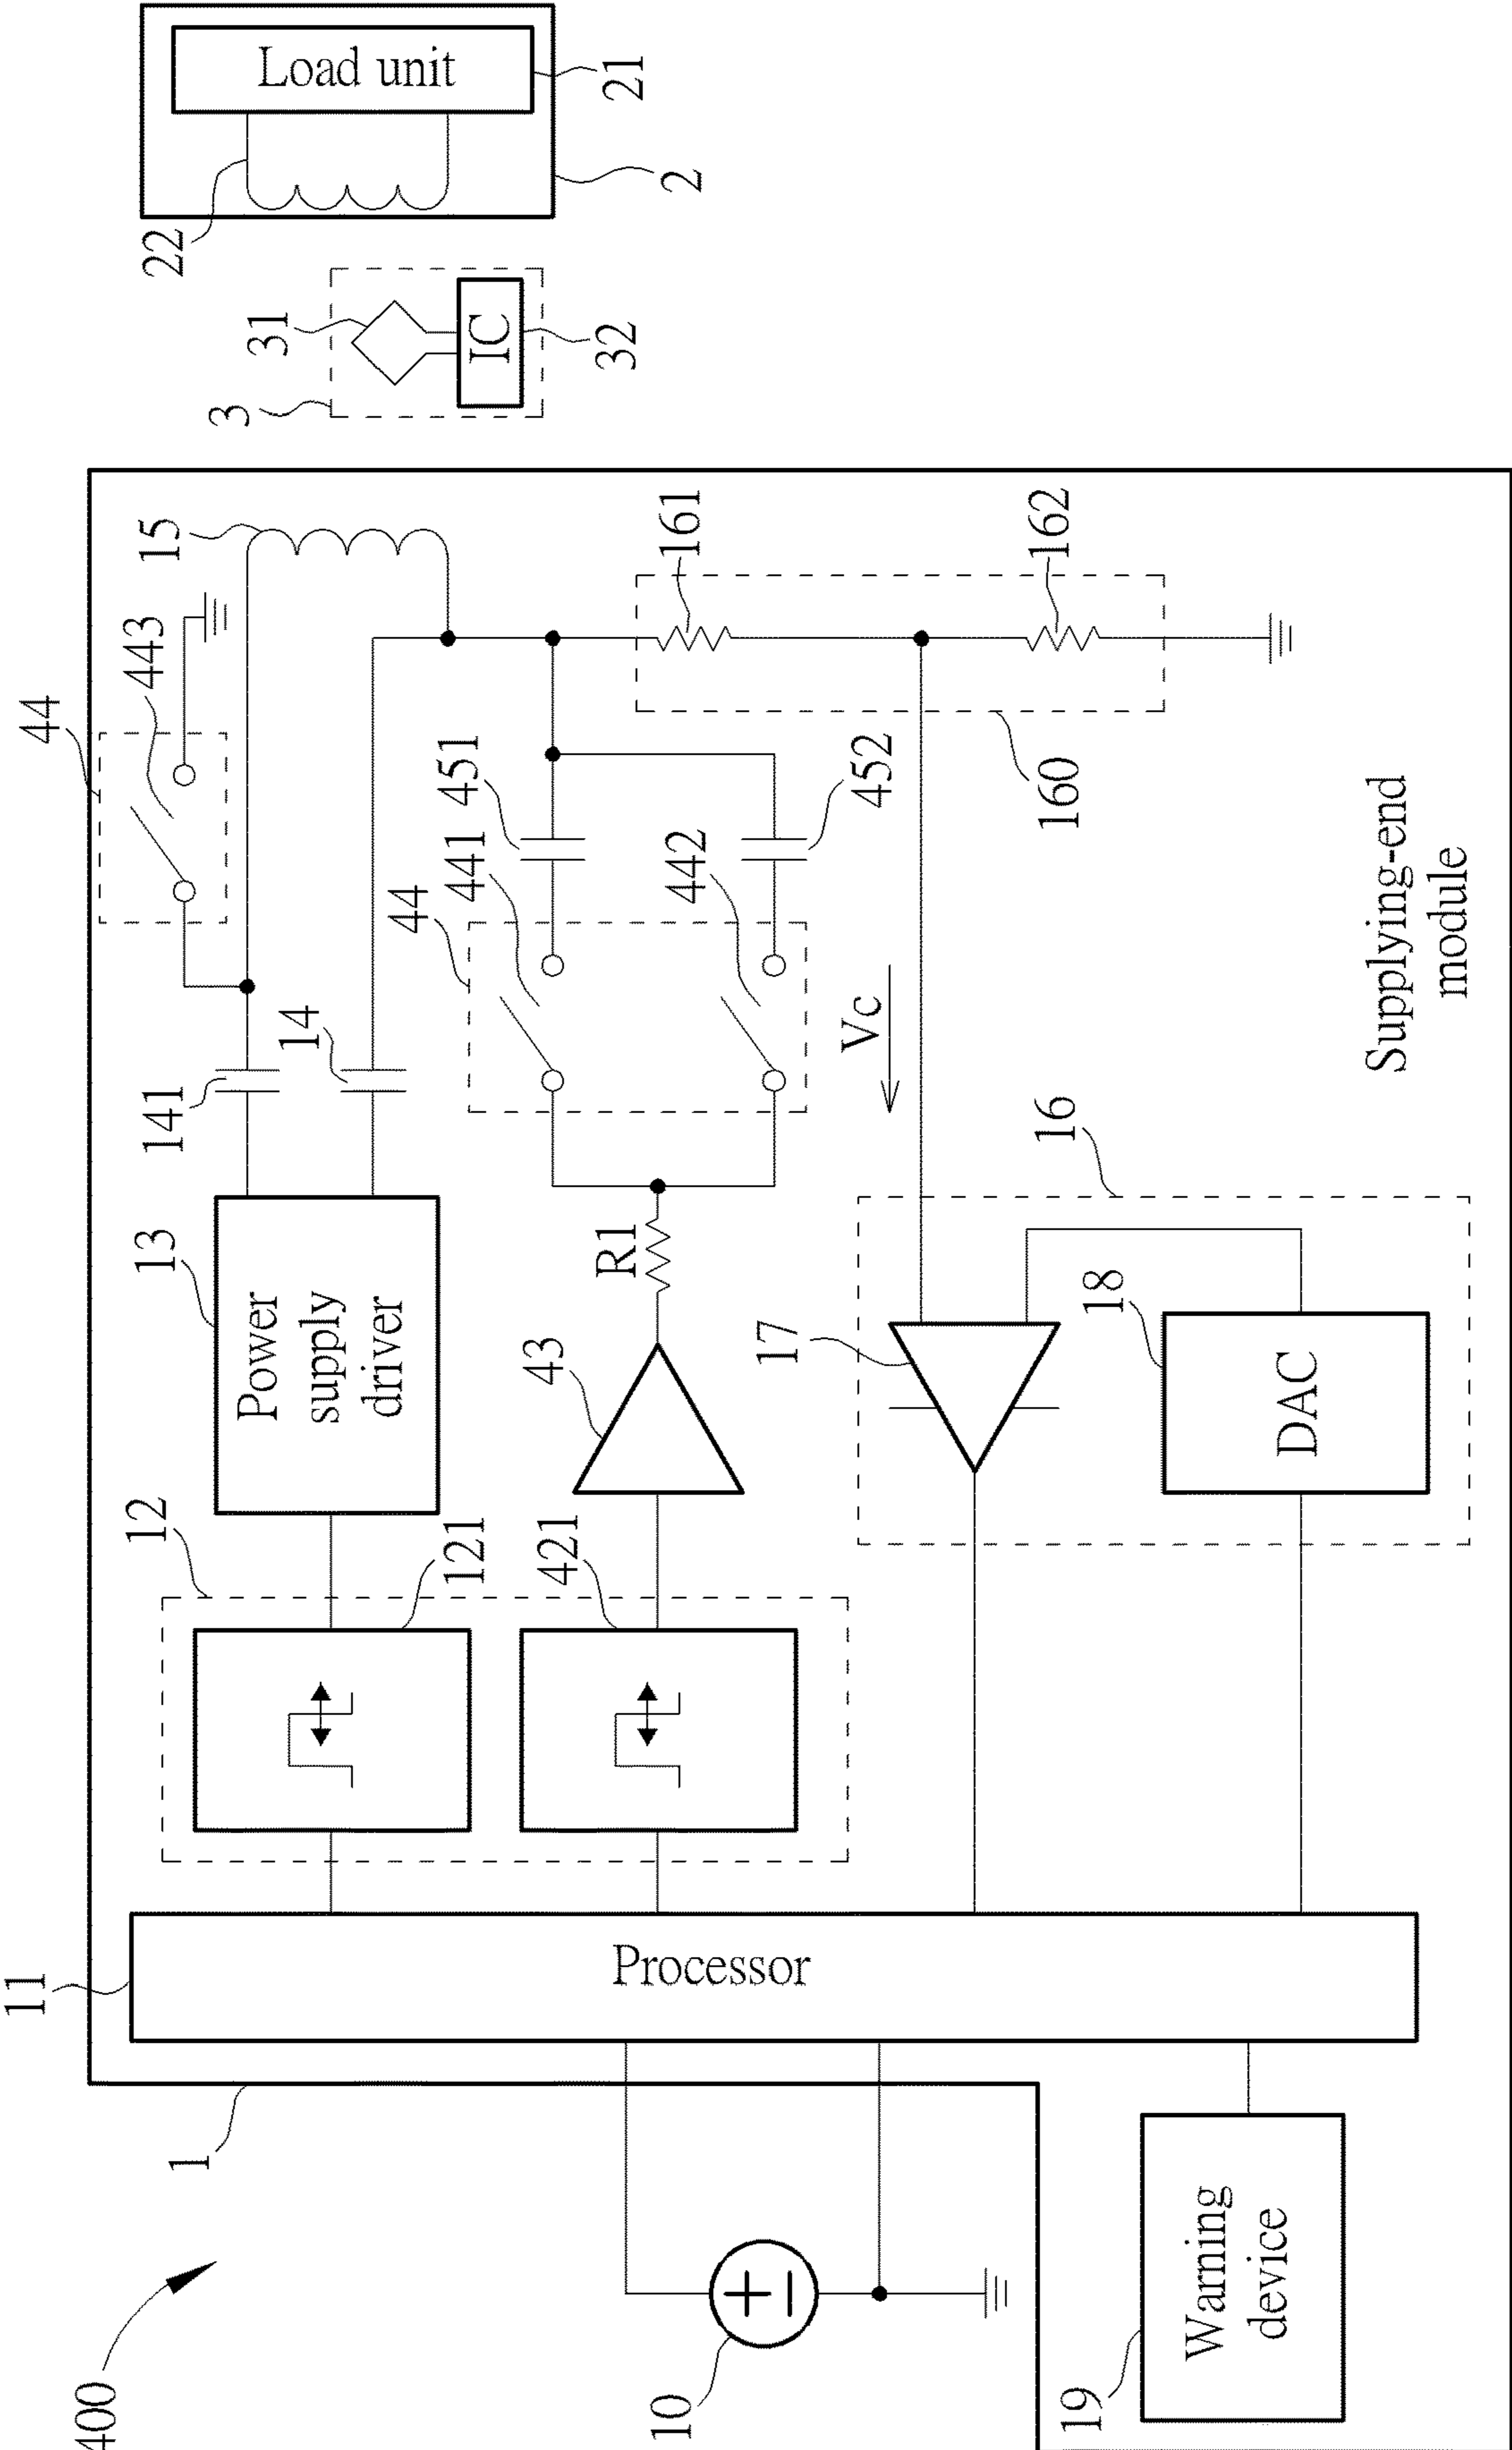 Load unit
21
22
2
31
3
IC
32
15
443
44
161
162
451
441
44
442
452
160
14
141
Vc
Supplying-end
module
13
Power
supply
driver
R1
16
43
17
18
DAC
12
121
421
11
Processor
1
400
10
19
Warning
device